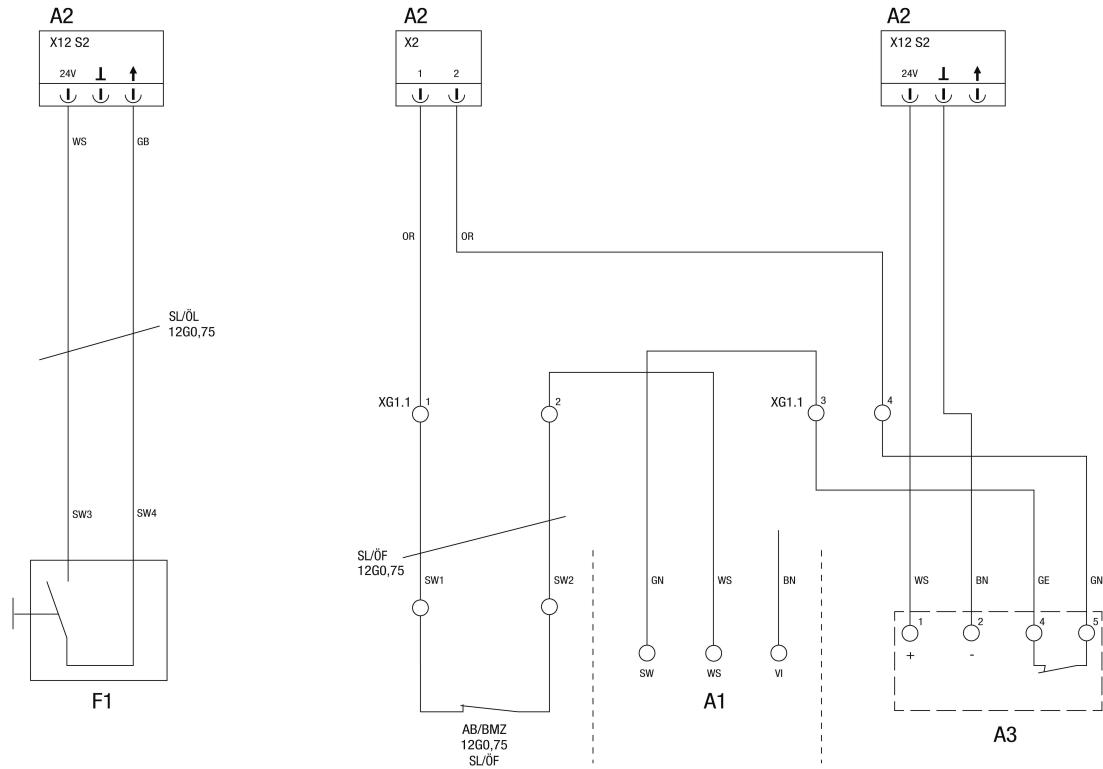 A2
X12 S2
24V
WS
GB
SL/ÖL
12G0,75
SW3
SW4
F1
A2
X2
1
2
OR
OR
XG1.1
1
2
SL/ÖF
12G0,75
SW1
SW2
AB/BMZ
12G0,75
SL/ÖF
GN
WS
BN
SW
WS
VI
A1
XG1.1
3
4
A2
X12 S2
24V
WS
BN
GE
GN
1
2
4
5
+
-
A3